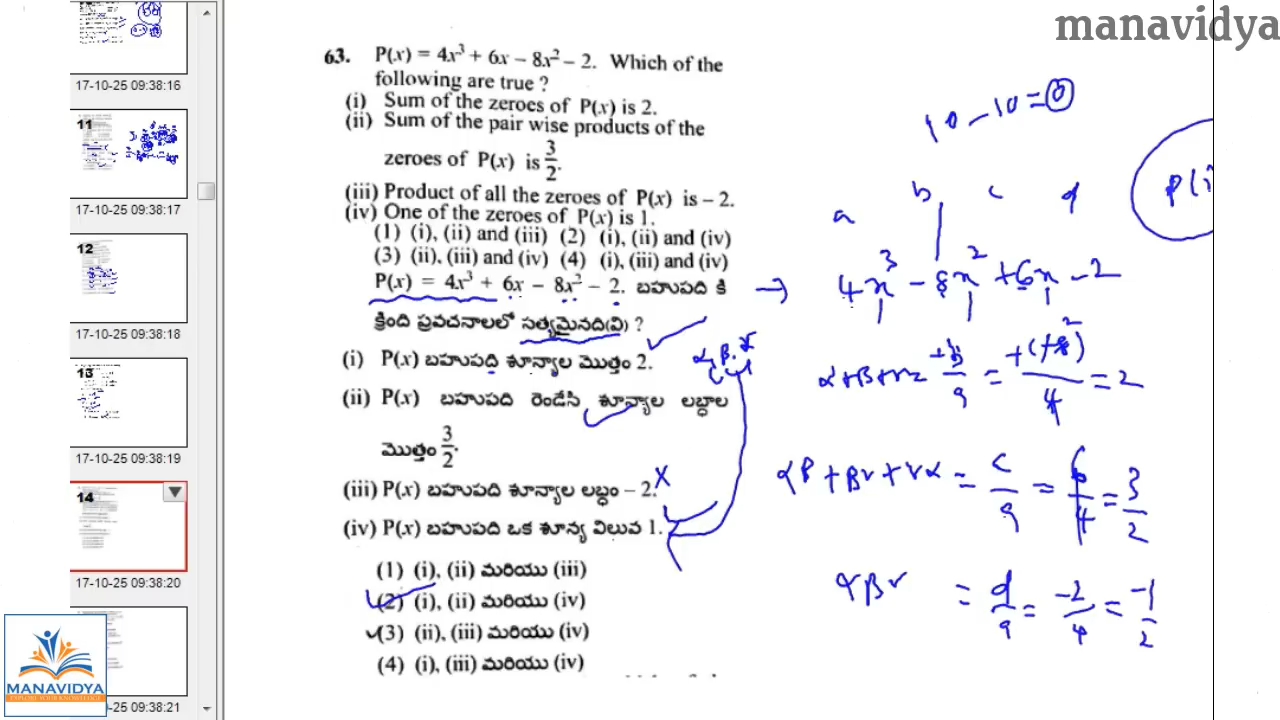 manavidya
17-10-25 09:38:16
11
17-10-25 09:38:17
12
17-10-25 09:38:18
13
17-10-25 09:38:19
14
17-10-25 09:38:20
-25 09:38:21
MANAVIDYA
63. P(x) = 4x³ + 6x − 8x² − 2. Which of the
following are true ?
(i) Sum of the zeroes of P(x) is 2.
(ii) Sum of the pair wise products of the
zeroes of P(x) is 3/2.
(iii) Product of all the zeroes of P(x) is − 2.
(iv) One of the zeroes of P(x) is 1.
(1) (i), (ii) and (iii) (2) (i), (ii) and (iv)
(3) (ii), (iii) and (iv) (4) (i), (iii) and (iv)
P(x) = 4x³ + 6x − 8x² − 2. బహుపది కి
క్రింది ప్రవచనాలలో సత్యమైనది(వి) ?
(i) P(x) బహుపది శూన్యాల మొత్తం 2.
(ii) P(x) బహుపది రెండేసి శూన్యాల లబ్ధాల
మొత్తం 3/2.
(iii) P(x) బహుపది శూన్యాల లబ్ధం − 2.
(iv) P(x) బహుపది ఒక శూన్య విలువ 1.
(1) (i), (ii) మరియు (iii)
(2) (i), (ii) మరియు (iv)
(3) (ii), (iii) మరియు (iv)
(4) (i), (iii) మరియు (iv)
10 − 10 = 0
a b c d
P(i
→ 4x³ − 8x² + 6x − 2
α, β, γ
= 2
αβ + βγ + γα = c/a = 6/4 = 3/2
αβγ = d/a = −2/4 = −1/2